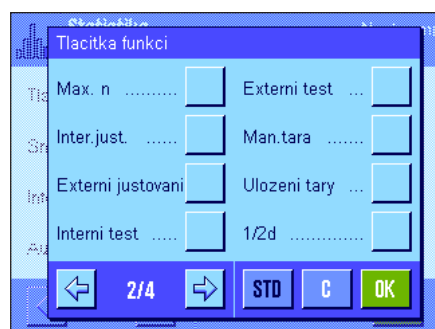 Statistika
Tlacitka funkci
Max. n ..........
Externi test ...
Inter.just. ......
Man.tara .......
Externi justovani
Ulozeni tary ...
Interni test .....
1/2d ..............
2/4
STD
C
OK